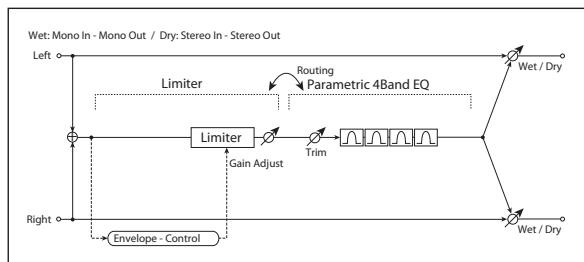 Wet: Mono In - Mono Out / Dry: Stereo In - Stereo Out
Left
Wet / Dry
Routing
Limiter
Parametric 4Band EQ
Limiter
Gain Adjust
Trim
Right
Envelope - Control
Wet / Dry